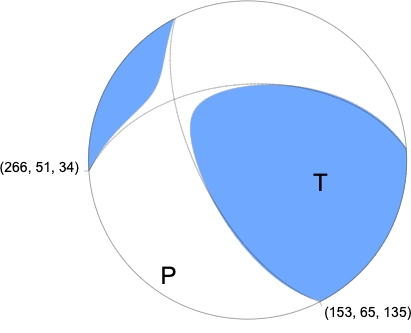 (266, 51, 34)
T
P
(153, 65, 135)